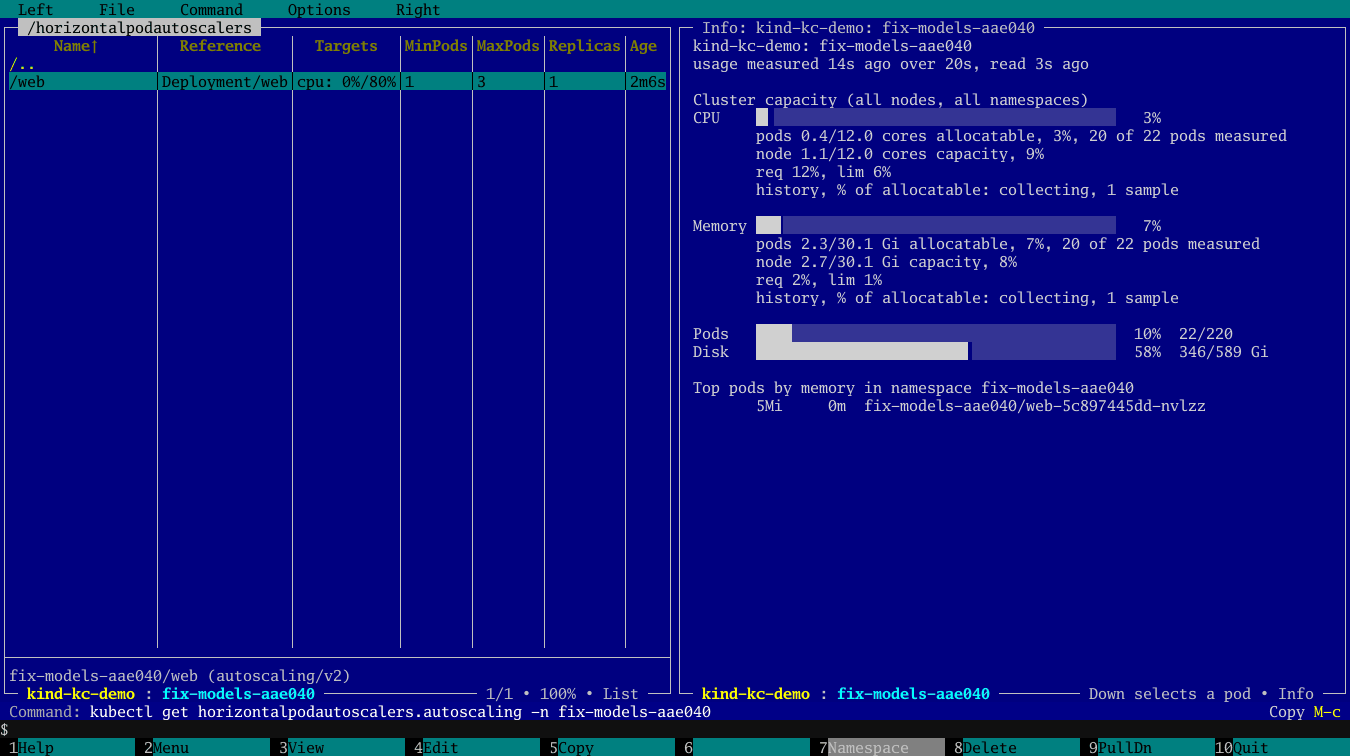 Left File Command Options Right
/horizontalpodautoscalers
Name↑ Reference Targets MinPods MaxPods Replicas Age
/..
/web Deployment/web cpu: 0%/80% 1 3 1 2m6s
fix-models-aae040/web (autoscaling/v2)
kind-kc-demo : fix-models-aae040 1/1 • 100% • List
Info: kind-kc-demo: fix-models-aae040
kind-kc-demo: fix-models-aae040
usage measured 14s ago over 20s, read 3s ago
Cluster capacity (all nodes, all namespaces)
CPU 3%
pods 0.4/12.0 cores allocatable, 3%, 20 of 22 pods measured
node 1.1/12.0 cores capacity, 9%
req 12%, lim 6%
history, % of allocatable: collecting, 1 sample
Memory 7%
pods 2.3/30.1 Gi allocatable, 7%, 20 of 22 pods measured
node 2.7/30.1 Gi capacity, 8%
req 2%, lim 1%
history, % of allocatable: collecting, 1 sample
Pods 10% 22/220
Disk 58% 346/589 Gi
Top pods by memory in namespace fix-models-aae040
5Mi 0m fix-models-aae040/web-5c897445dd-nvlzz
kind-kc-demo : fix-models-aae040 Down selects a pod • Info
Command: kubectl get horizontalpodautoscalers.autoscaling -n fix-models-aae040 Copy M-c
$
1Help 2Menu 3View 4Edit 5Copy 6 7Namespace 8Delete 9PullDn 10Quit